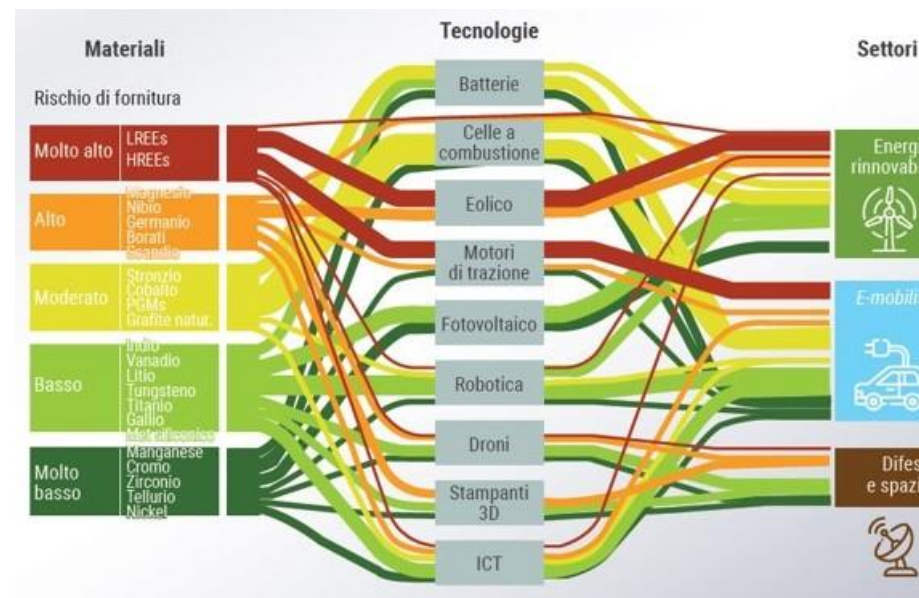 Materiali
Tecnologie
Settori
Rischio di fornitura
Molto alto
LREEs
HREEs
Alto
Magnesio
Nibio
Germanio
Borati
Scandio
Moderato
Stronzio
Cobalto
PGMs
Grafite natur.
Basso
Indio
Vanadio
Litio
Tungsteno
Titanio
Gallio
Molto
basso
Manganese
Cromo
Zirconio
Tellurio
Nickel
Batterie
Celle a
combustione
Eolico
Motori
di trazione
Fotovoltaico
Robotica
Droni
Stampanti
3D
ICT
Energi
rinnovab
E-mobili
Difes
e spazi